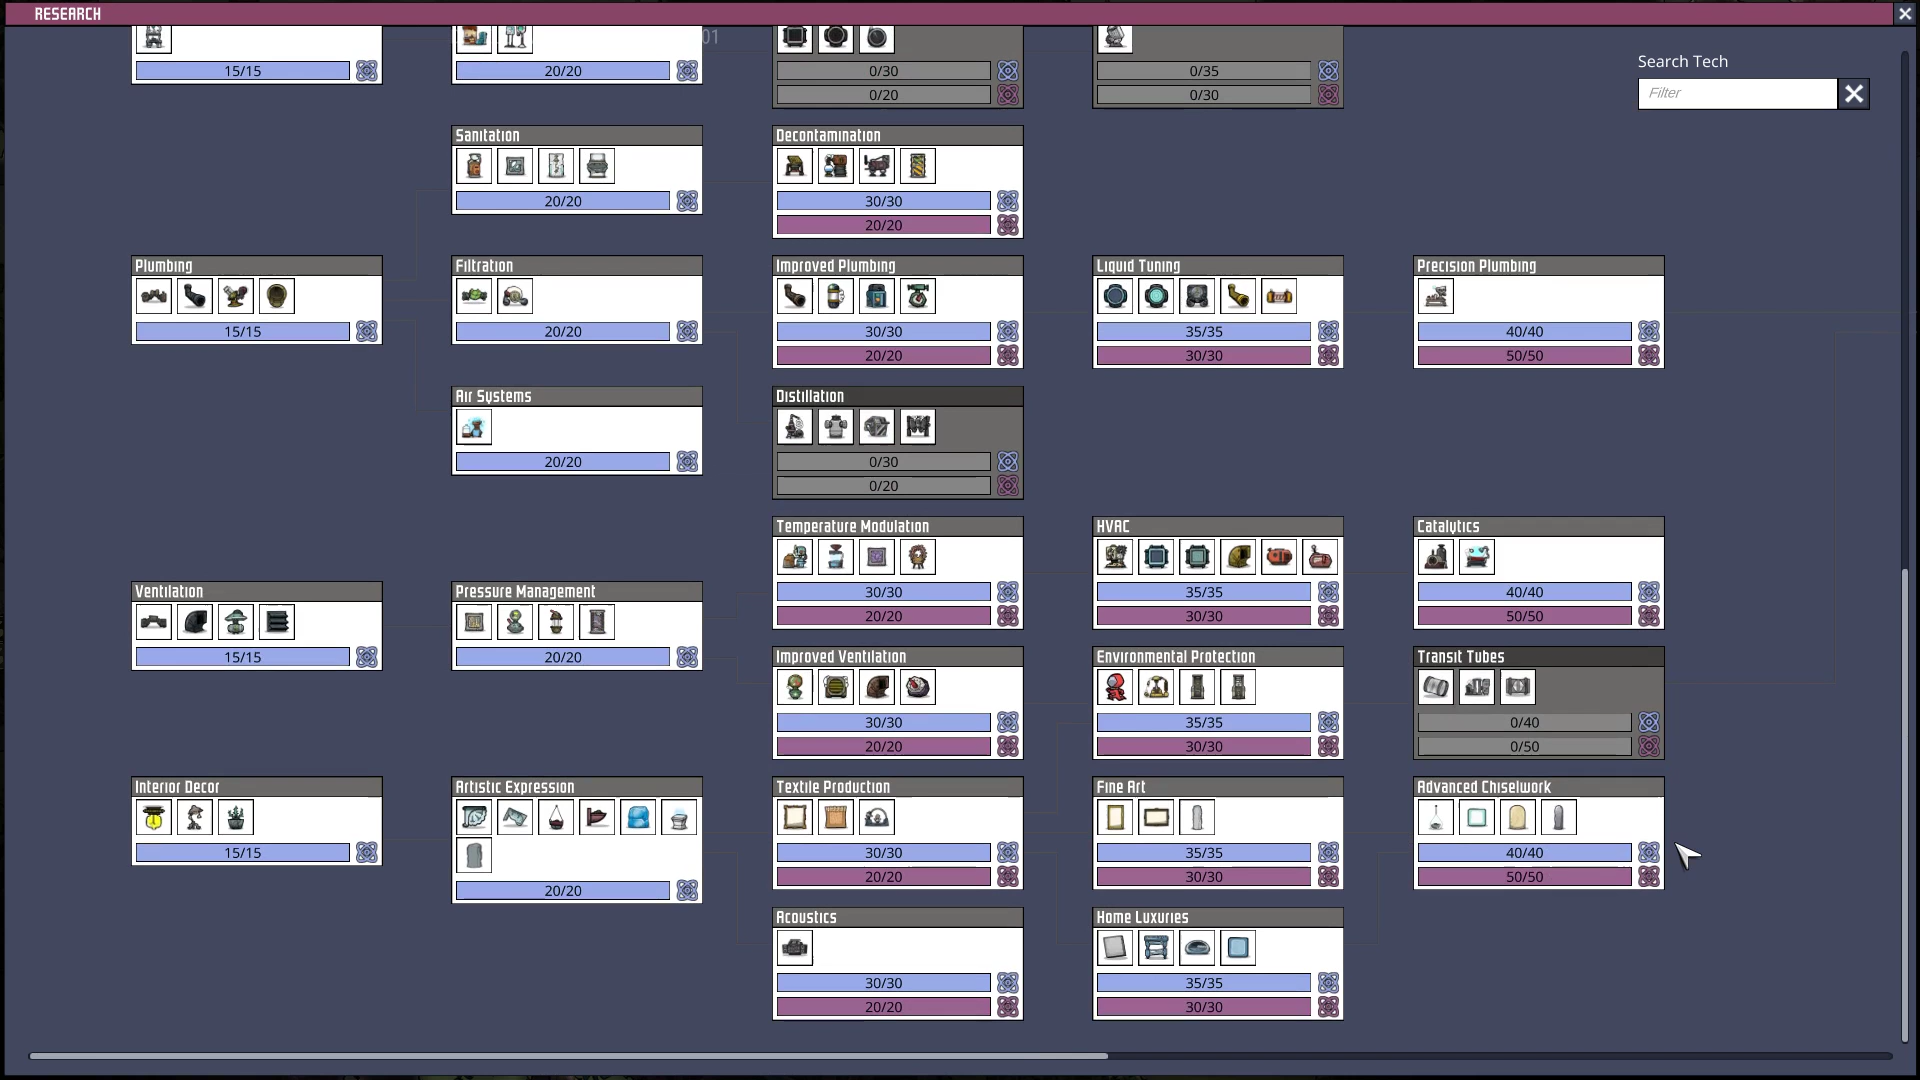 RESEARCH
01
Search Tech
Filter
15/15
20/20
0/30
0/20
0/35
0/30
Sanitation
20/20
Decontamination
30/30
20/20
Plumbing
15/15
Filtration
20/20
Improved Plumbing
30/30
20/20
Liquid Tuning
35/35
30/30
Precision Plumbing
40/40
50/50
Air Systems
20/20
Distillation
0/30
0/20
Temperature Modulation
30/30
20/20
HVAC
35/35
30/30
Catalytics
40/40
50/50
Ventilation
15/15
Pressure Management
20/20
Improved Ventilation
30/30
20/20
Environmental Protection
35/35
30/30
Transit Tubes
0/40
0/50
Interior Decor
15/15
Artistic Expression
20/20
Textile Production
30/30
20/20
Fine Art
35/35
30/30
Advanced Chiselwork
40/40
50/50
Acoustics
30/30
20/20
Home Luxuries
35/35
30/30